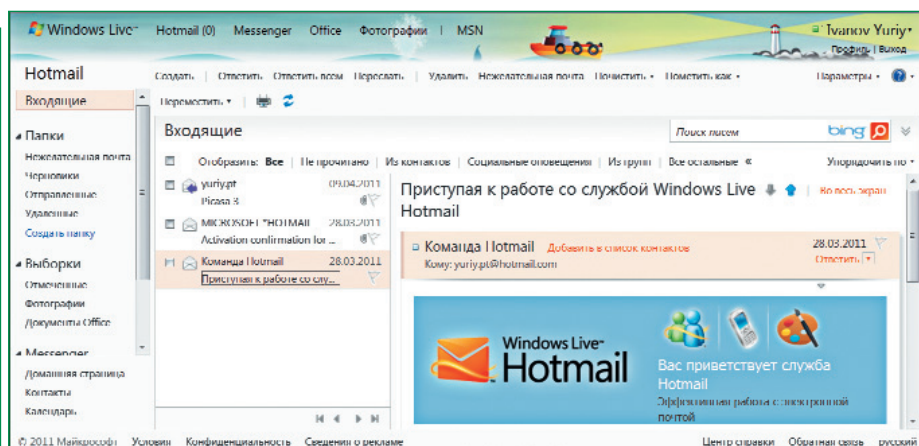 Windows Live™ Hotmail (0) Messenger Office Фотографии | MSN Ivanov Yuriy
Профиль | Выход
Hotmail
Создать | Ответить Ответить всем Переслать | Удалить Нежелательная почта Почистить Пометить как Параметры
Входящие
Переместить
Папки
Нежелательная почта
Черновики
Отправленные
Удаленные
Создать папку
Выборки
Отмеченные
Фотографии
Документы Office
Messenger
Домашняя страница
Контакты
Календарь
Входящие
Поиск писем bing
Отобразить: Все | Не прочитано | Из контактов | Социальные оповещения | Из групп | Все остальные « Упорядочить по
yuriy.pt 09.04.2011
Picasa 3
MICROSOFT *HOTMAIL 28.03.2011
Activation confirmation for ...
Команда Hotmail 28.03.2011
Приступая к работе со слу...
Приступая к работе со службой Windows Live
Hotmail
Во весь экран
Команда Hotmail Добавить в список контактов 28.03.2011
Кому: yuriy.pt@hotmail.com Ответить
Windows Live™
Hotmail
Вас приветствует служба
Hotmail
Эффективная работа с электронной
почтой
© 2011 Майкрософт Условия Конфиденциальность Сведения о рекламе Центр справки Обратная связь русский